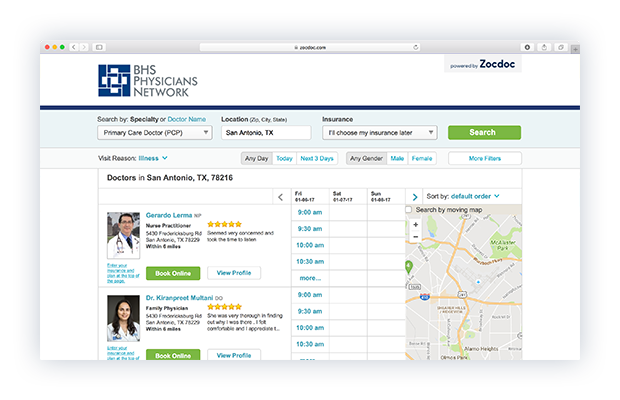 zocdoc.com
BHS
PHYSICIANS
NETWORK
powered by Zocdoc
Search by: Specialty or Doctor Name
Location (Zip, City, State)
Insurance
Primary Care Doctor (PCP)
San Antonio, TX
I'll choose my insurance later
Search
Visit Reason: Illness
Any Day Today Next 3 Days
Any Gender Male Female
More Filters
Doctors in San Antonio, TX, 78216
Fri
01-06-17
Sat
01-07-17
Sun
01-08-17
Sort by: default order
Search by moving map
Gerardo Lerma NP
Nurse Practitioner
5430 Fredericksburg Rd
San Antonio, TX 78229
Within 6 miles
Seemed very concerned and
took the time to listen
Enter your
insurance and
plan at the top of
the page.
Book Online
View Profile
9:00 am
9:30 am
10:00 am
10:30 am
more...
Dr. Kiranpreet Multani DO
Family Physician
5430 Fredericksburg Rd
San Antonio, TX 78229
Within 6 miles
She was very thorough in finding
out why I was there. I felt
comfortable and I appreciate t...
Enter your
insurance and
plan at the top of
Book Online
View Profile
9:00 am
9:30 am
10:00 am
10:30 am
+
−
McAllister
Park
Alamo Heights
Olmos Park